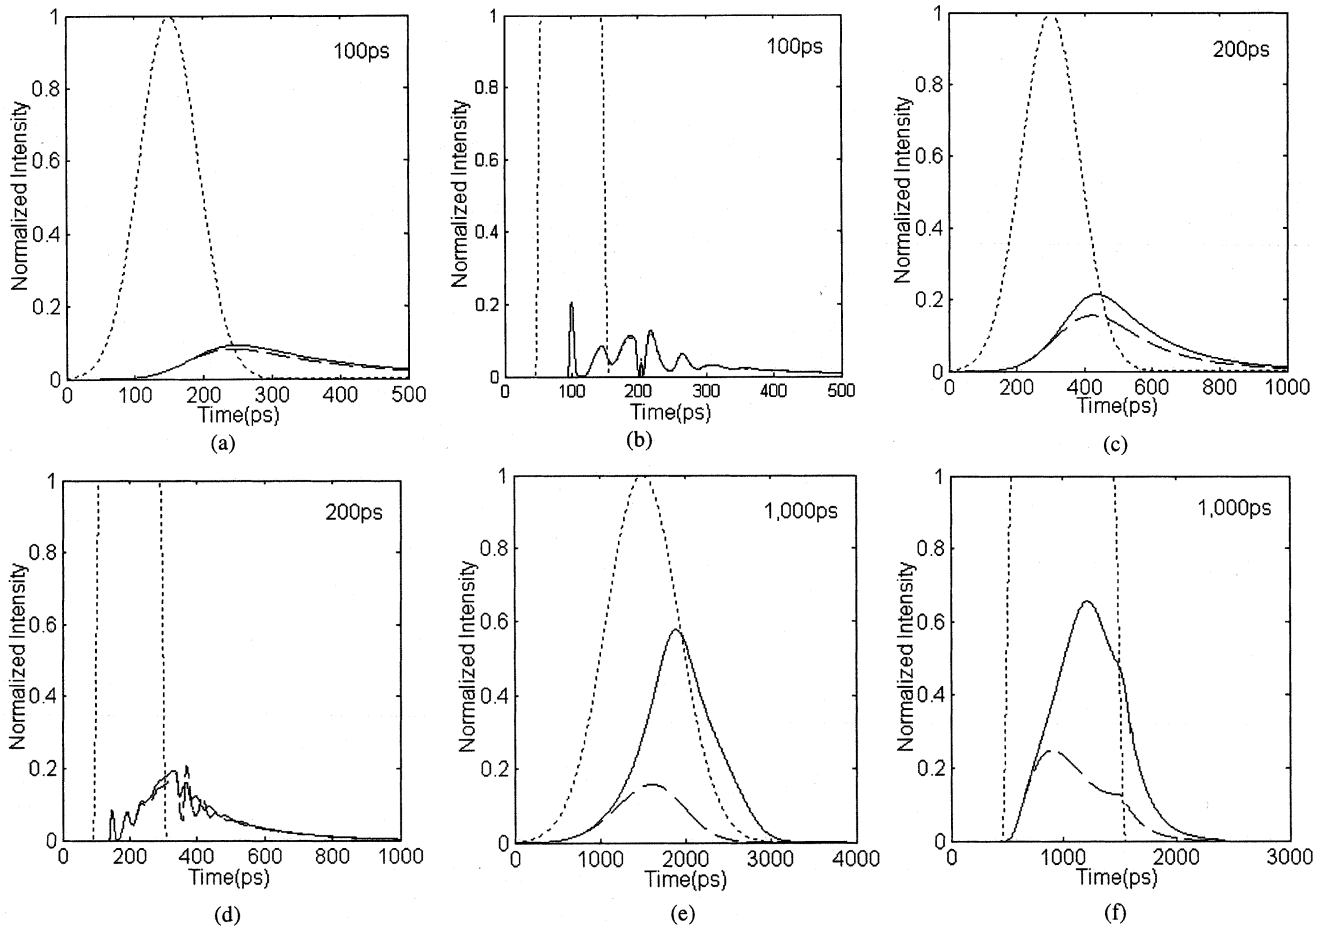 1
0.8
0.6
0.4
0.2
0
Normalized Intensity
100ps
0 100 200 300 400 500
Time(ps)
(a)
1
0.8
0.6
0.4
0.2
0
Normalized Intensity
100ps
0 100 200 300 400 500
Time(ps)
(b)
1
0.8
0.6
0.4
0.2
0
Normalized Intensity
200ps
0 200 400 600 800 1000
Time(ps)
(c)
1
0.8
0.6
0.4
0.2
0
Normalized Intensity
200ps
0 200 400 600 800 1000
Time(ps)
(d)
1
0.8
0.6
0.4
0.2
0
Normalized Intensity
1,000ps
0 1000 2000 3000 4000
Time(ps)
(e)
1
0.8
0.6
0.4
0.2
0
Normalized Intensity
1,000ps
0 1000 2000 3000
Time(ps)
(f)